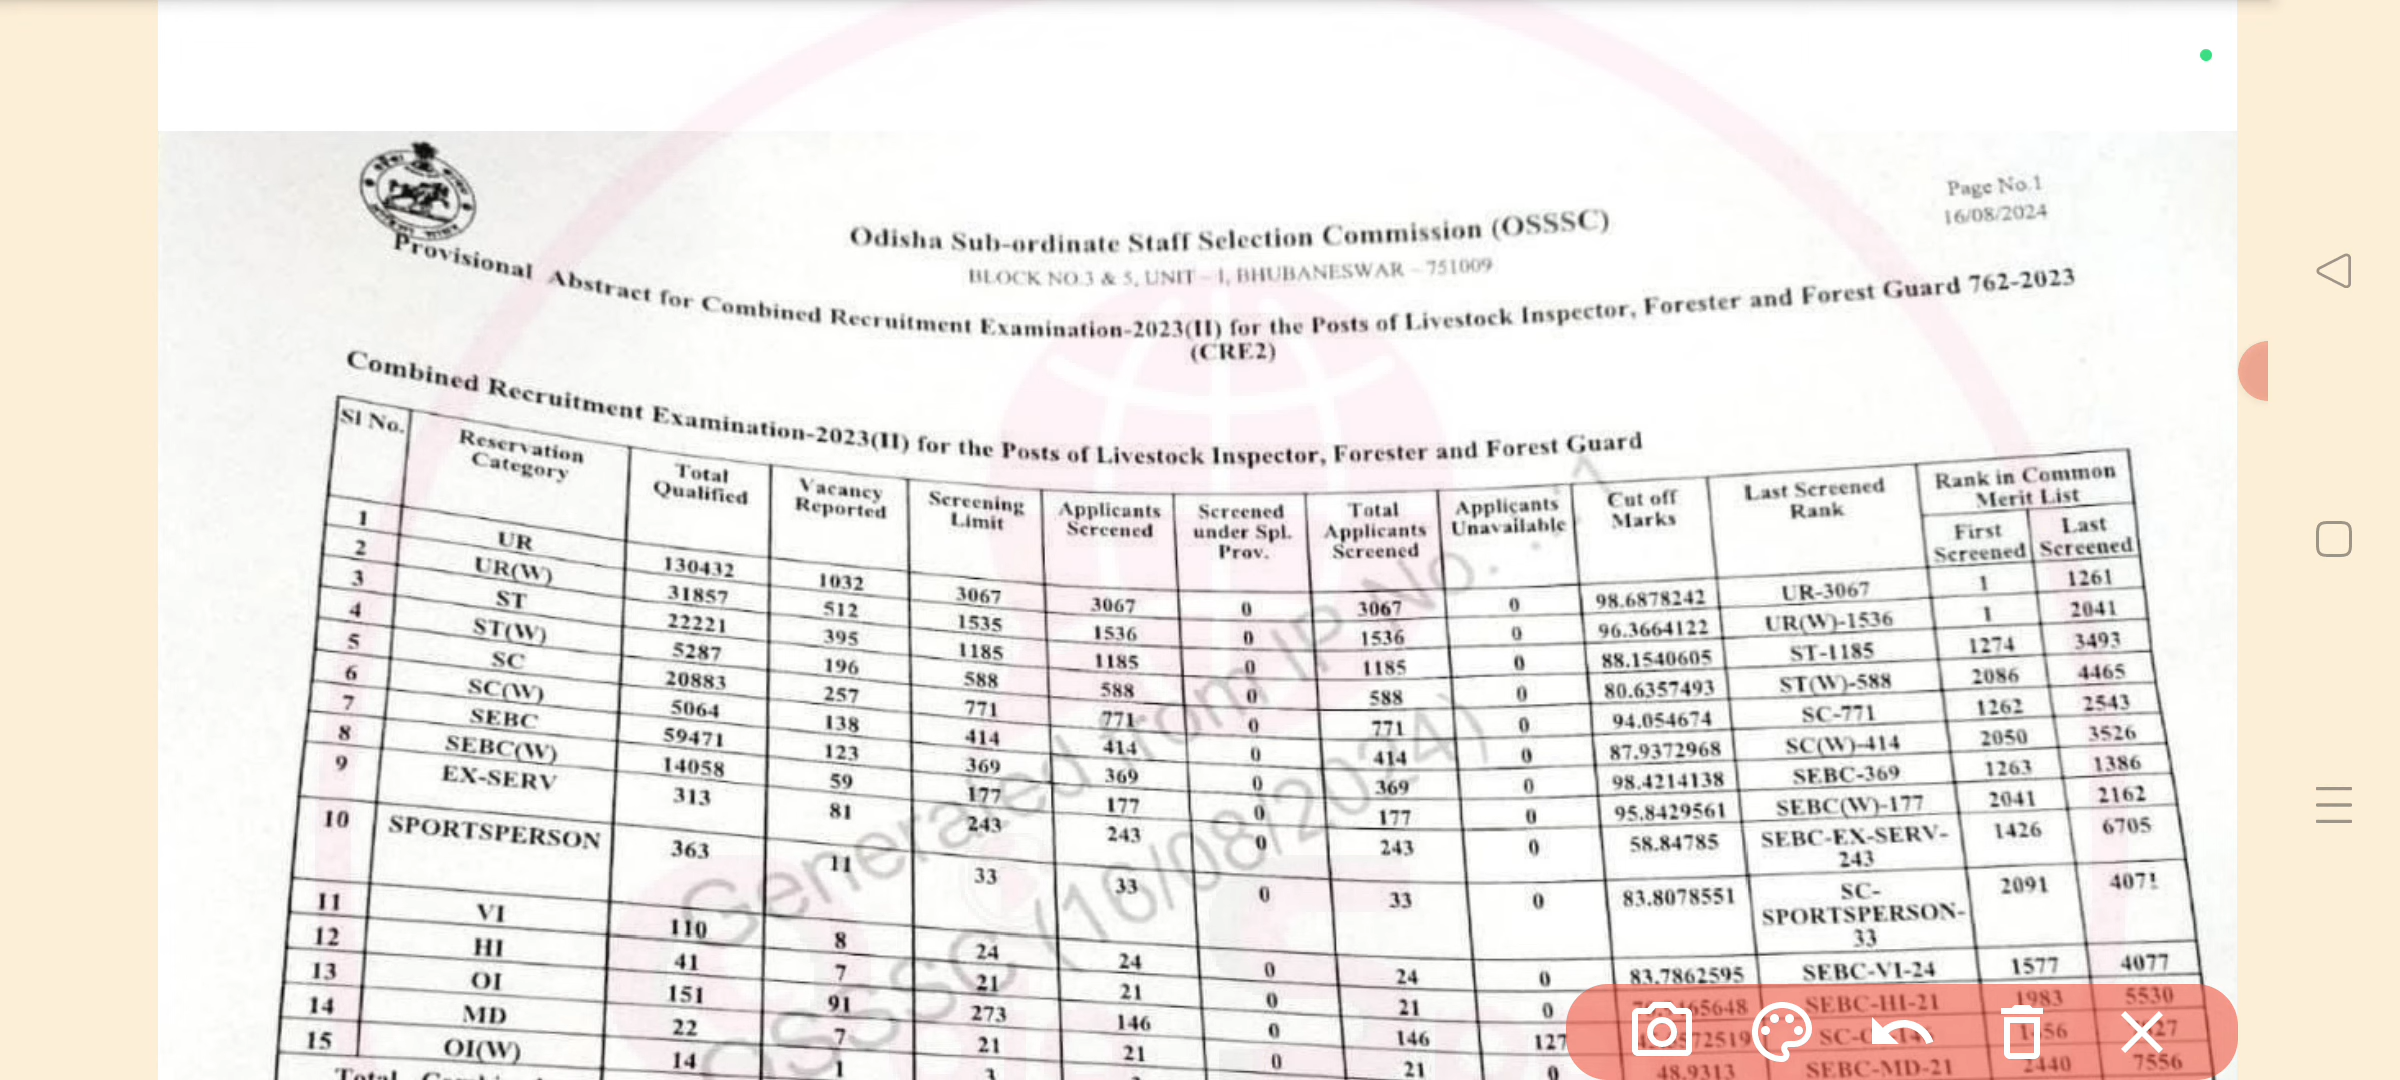 Page No.1
16/08/2024
Odisha Sub-ordinate Staff Selection Commission (OSSSC)
BLOCK NO.3 & 5, UNIT – 1, BHUBANESWAR – 751009
Provisional Abstract for Combined Recruitment Examination-2023(II) for the Posts of Livestock Inspector, Forester and Forest Guard 762-2023
(CRE2)
Combined Recruitment Examination-2023(II) for the Posts of Livestock Inspector, Forester and Forest Guard
Sl No. Reservation Category Total Qualified Vacancy Reported Screening Limit Applicants Screened Screened under Spl. Prov. Total Applicants Screened Applicants Unavailable Cut off Marks Last Screened Rank Rank in Common Merit List
First Screened Last Screened
1 UR 130432 1032 3067 3067 0 3067 0 98.6878242 UR-3067 1 1261
2 UR(W) 31857 512 1535 1536 0 1536 0 96.3664122 UR(W)-1536 1 2041
3 ST 22221 395 1185 1185 0 1185 0 88.1540605 ST-1185 1274 3493
4 ST(W) 5287 196 588 588 0 588 0 80.6357493 ST(W)-588 2086 4465
5 SC 20883 257 771 771 0 771 0 94.054674 SC-771 1262 2543
6 SC(W) 5064 138 414 414 0 414 0 87.9372968 SC(W)-414 2050 3526
7 SEBC 59471 123 369 369 0 369 0 98.4214138 SEBC-369 1263 1386
8 SEBC(W) 14058 59 177 177 0 177 0 95.8429561 SEBC(W)-177 2041 2162
9 EX-SERV 313 81 243 243 0 243 0 58.84785 SEBC-EX-SERV-243 1426 6705
10 SPORTSPERSON 363 11 33 33 0 33 0 83.8078551 SC-SPORTSPERSON-33 2091
11 VI 110 8 24 24 0 24 0 83.7862595 SEBC-VI-24 1577 4077
12 HI 41 7 21 21 0 21 0 SEBC-HI-21 1983 5530
13 OI 151 91 273 146 0 146 127
14 MD 22 7 21 21 0 21 0 48.9313 SEBC-MD-21 2440 7556
15 OI(W) 14 1 3
Total
Generated from IP No.
OSSSC (16/08/2024)